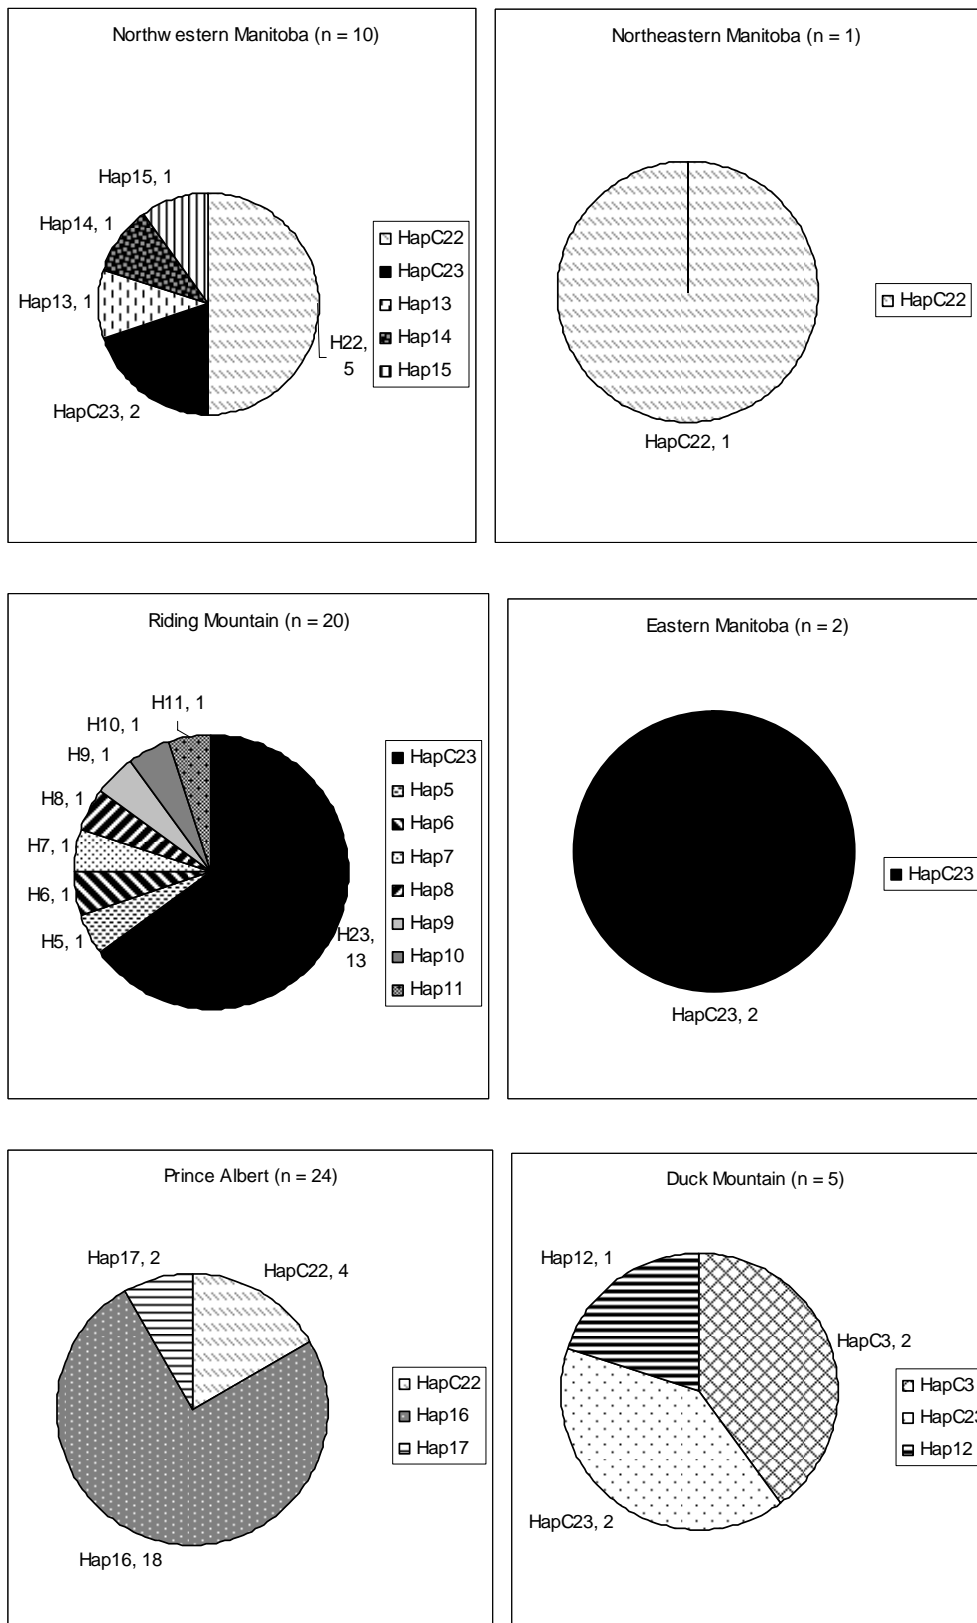 Northw estern Manitoba (n = 10)
Hap15, 1
Hap14, 1
Hap13, 1
HapC23, 2
H22,
5
HapC22
HapC23
Hap13
Hap14
Hap15
Northeastern Manitoba (n = 1)
HapC22, 1
HapC22
Riding Mountain (n = 20)
H11, 1
H10, 1
H9, 1
H8, 1
H7, 1
H6, 1
H5, 1
H23,
13
HapC23
Hap5
Hap6
Hap7
Hap8
Hap9
Hap10
Hap11
Eastern Manitoba (n = 2)
HapC23, 2
HapC23
Prince Albert (n = 24)
Hap17, 2
HapC22, 4
Hap16, 18
HapC22
Hap16
Hap17
Duck Mountain (n = 5)
Hap12, 1
HapC3, 2
HapC23, 2
HapC3
HapC23
Hap12